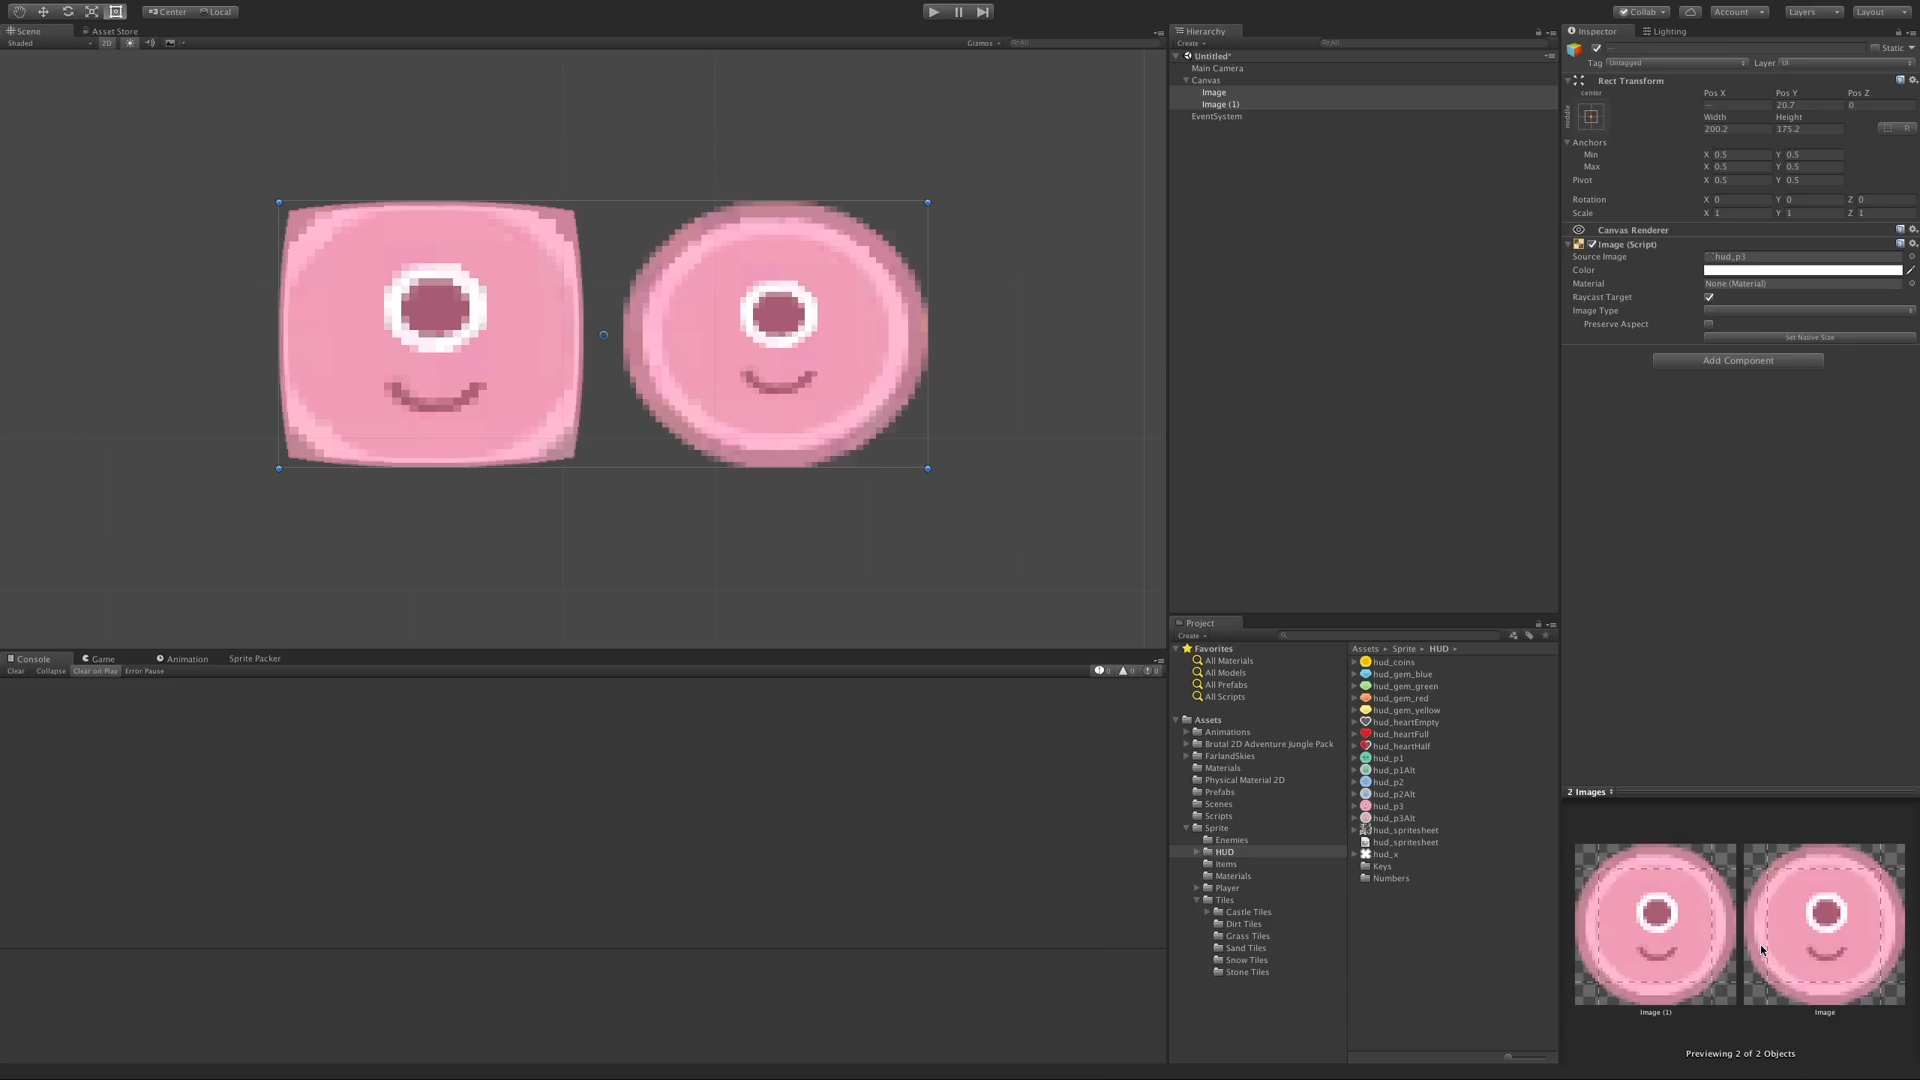 Center
Local
Collab
Account
Layers
Layout
Scene
Asset Store
Shaded
2D
Gizmos
All
Hierarchy
Create
All
Untitled*
Main Camera
Canvas
Image
Image (1)
EventSystem
Inspector
Lighting
Static
Tag
Untagged
Layer
UI
Rect Transform
center
middle
Pos X
Pos Y
Pos Z
—
20.7
0
Width
Height
200.2
175.2
R
Anchors
Min
X 0.5
Y 0.5
Max
X 0.5
Y 0.5
Pivot
X 0.5
Y 0.5
Rotation
X 0
Y 0
Z 0
Scale
X 1
Y 1
Z 1
Canvas Renderer
Image (Script)
Source Image
hud_p3
Color
Material
None (Material)
Raycast Target
Image Type
—
Preserve Aspect
Set Native Size
Add Component
Console
Game
Animation
Sprite Packer
Clear
Collapse
Clear on Play
Error Pause
0
0
0
Project
Create
Favorites
All Materials
All Models
All Prefabs
All Scripts
Assets
Animations
Brutal 2D Adventure Jungle Pack
FarlandSkies
Materials
Physical Material 2D
Prefabs
Scenes
Scripts
Sprite
Enemies
HUD
Items
Materials
Player
Tiles
Castle Tiles
Dirt Tiles
Grass Tiles
Sand Tiles
Snow Tiles
Stone Tiles
Assets ▸ Sprite ▸ HUD ▸
hud_coins
hud_gem_blue
hud_gem_green
hud_gem_red
hud_gem_yellow
hud_heartEmpty
hud_heartFull
hud_heartHalf
hud_p1
hud_p1Alt
hud_p2
hud_p2Alt
hud_p3
hud_p3Alt
hud_spritesheet
hud_spritesheet
hud_x
Keys
Numbers
2 Images
Image (1)
Image
Previewing 2 of 2 Objects